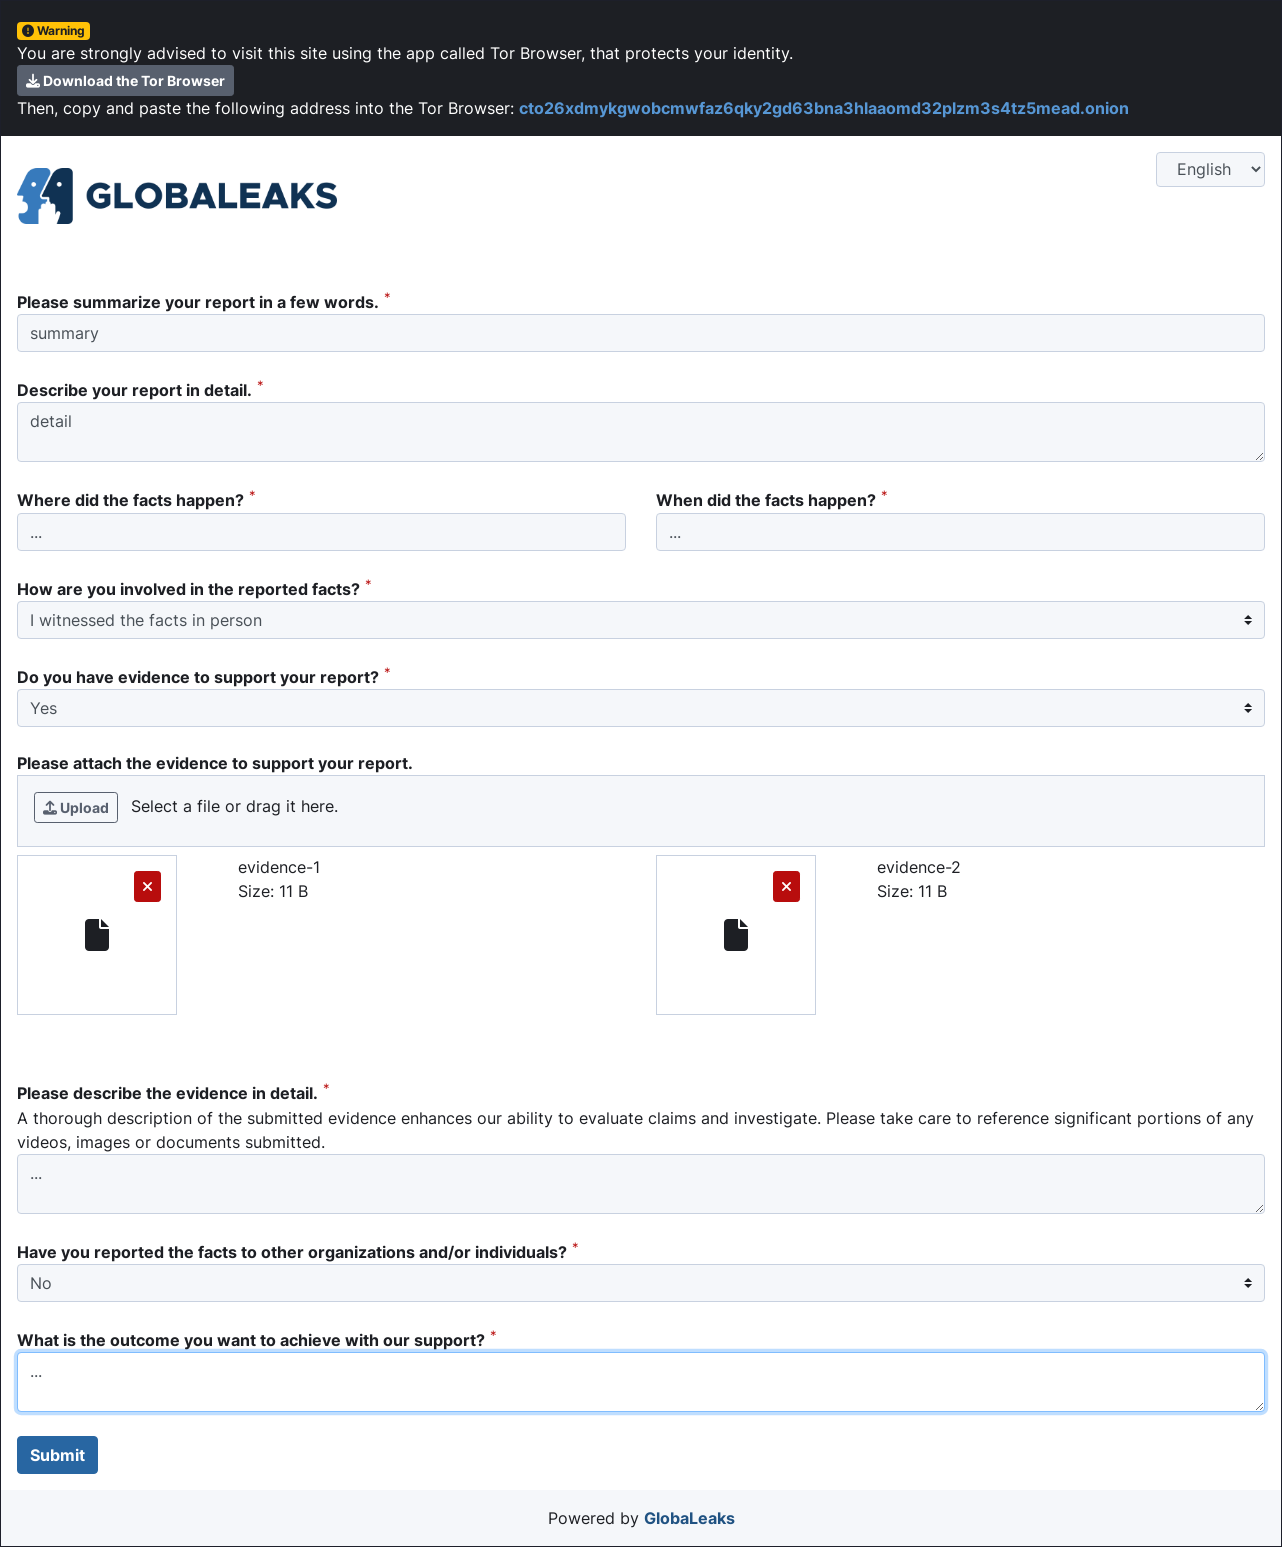 Warning
You are strongly advised to visit this site using the app called Tor Browser, that protects your identity.
Download the Tor Browser
Then, copy and paste the following address into the Tor Browser: cto26xdmykgwobcmwfaz6qky2gd63bna3hlaaomd32plzm3s4tz5mead.onion
GLOBALEAKS
English
Please summarize your report in a few words. *
summary
Describe your report in detail. *
detail
Where did the facts happen? *
...
When did the facts happen? *
...
How are you involved in the reported facts? *
I witnessed the facts in person
Do you have evidence to support your report? *
Yes
Please attach the evidence to support your report.
Upload Select a file or drag it here.
evidence-1
Size: 11 B
evidence-2
Size: 11 B
Please describe the evidence in detail. *
A thorough description of the submitted evidence enhances our ability to evaluate claims and investigate. Please take care to reference significant portions of any
videos, images or documents submitted.
...
Have you reported the facts to other organizations and/or individuals? *
No
What is the outcome you want to achieve with our support? *
...
Submit
Powered by GlobaLeaks